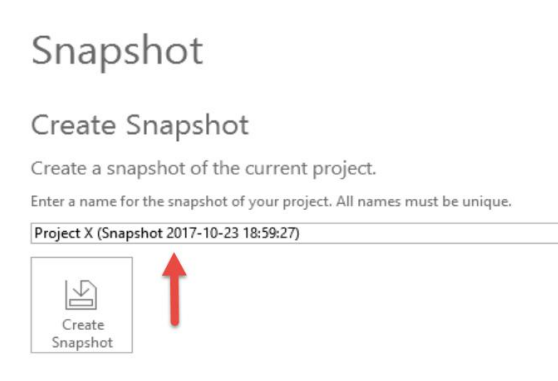 Snapshot
Create Snapshot
Create a snapshot of the current project.
Enter a name for the snapshot of your project. All names must be unique.
Project X (Snapshot 2017-10-23 18:59:27)
Create
Snapshot